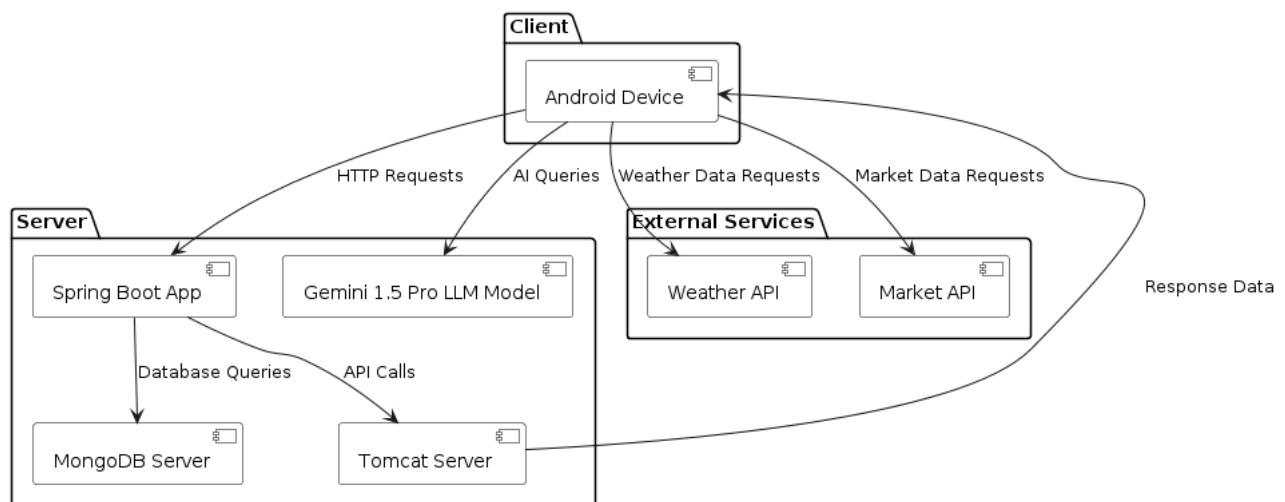 Client
Android Device
HTTP Requests
AI Queries
Weather Data Requests
Market Data Requests
Server
External Services
Spring Boot App
Gemini 1.5 Pro LLM Model
Weather API
Market API
Response Data
Database Queries
API Calls
MongoDB Server
Tomcat Server